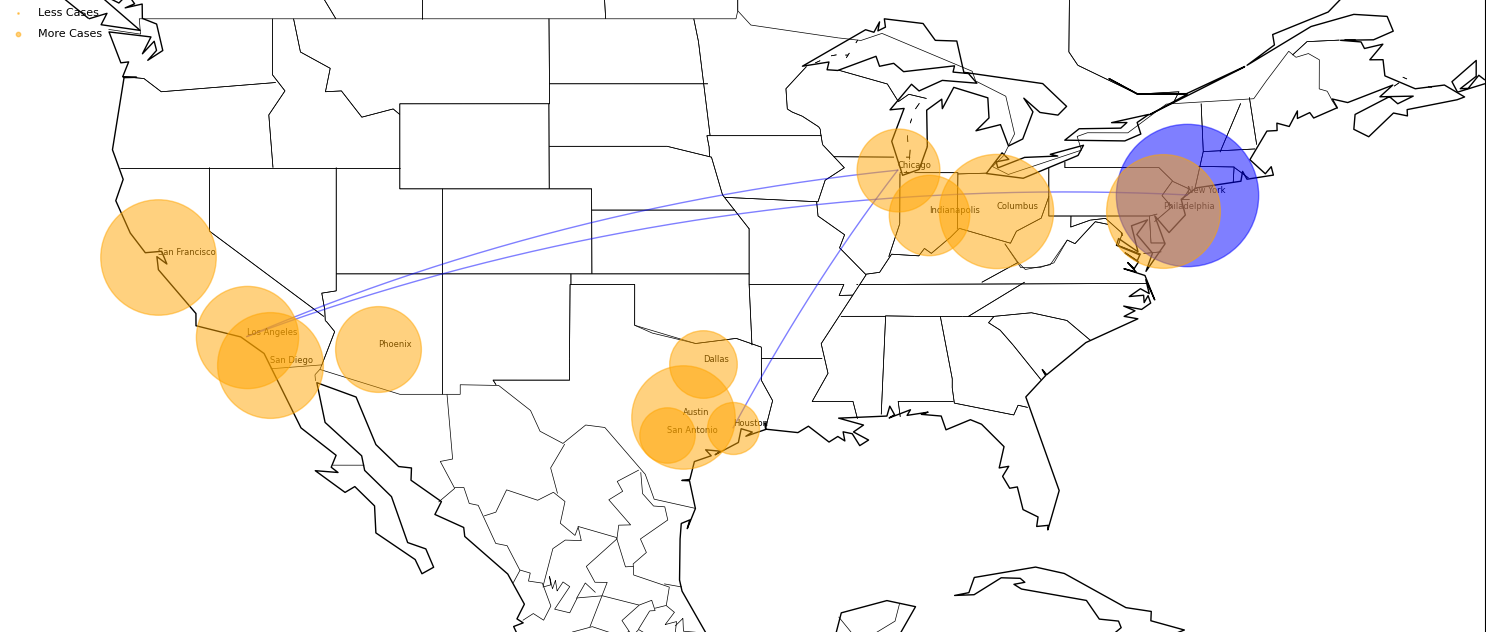 Less Cases
More Cases
Chicago
New York
Philadelphia
Indianapolis
Columbus
San Francisco
Los Angeles
San Diego
Phoenix
Dallas
Austin
Houston
San Antonio